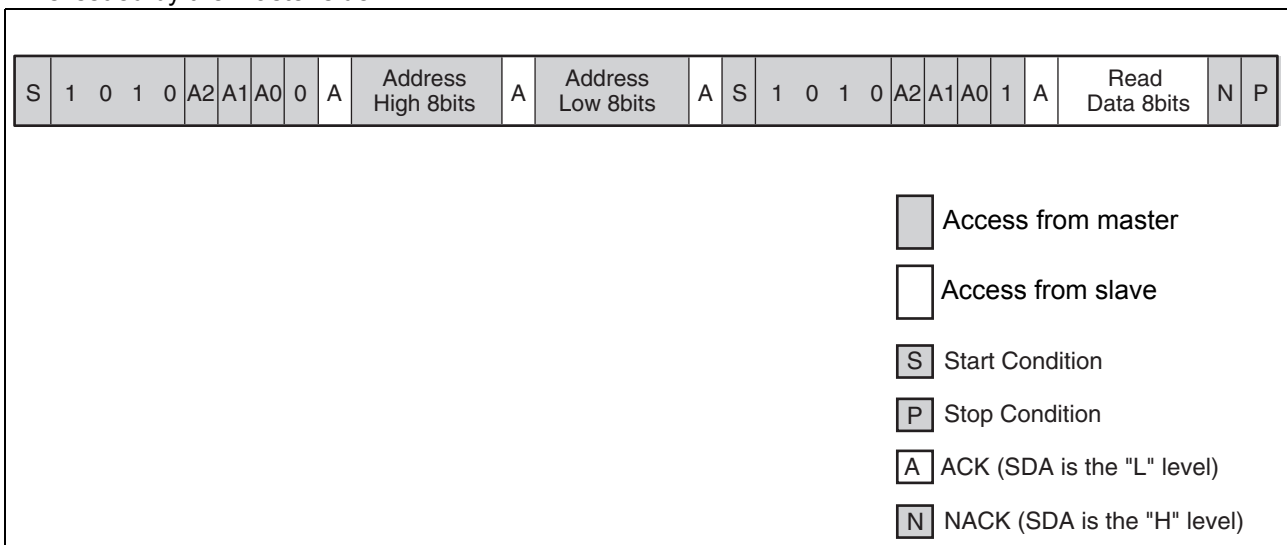 S 1 0 1 0 A2 A1 A0 0 A Address High 8bits A Address Low 8bits A S 1 0 1 0 A2 A1 A0 1 A Read Data 8bits N P
Access from master
Access from slave
S Start Condition
P Stop Condition
A ACK (SDA is the "L" level)
N NACK (SDA is the "H" level)